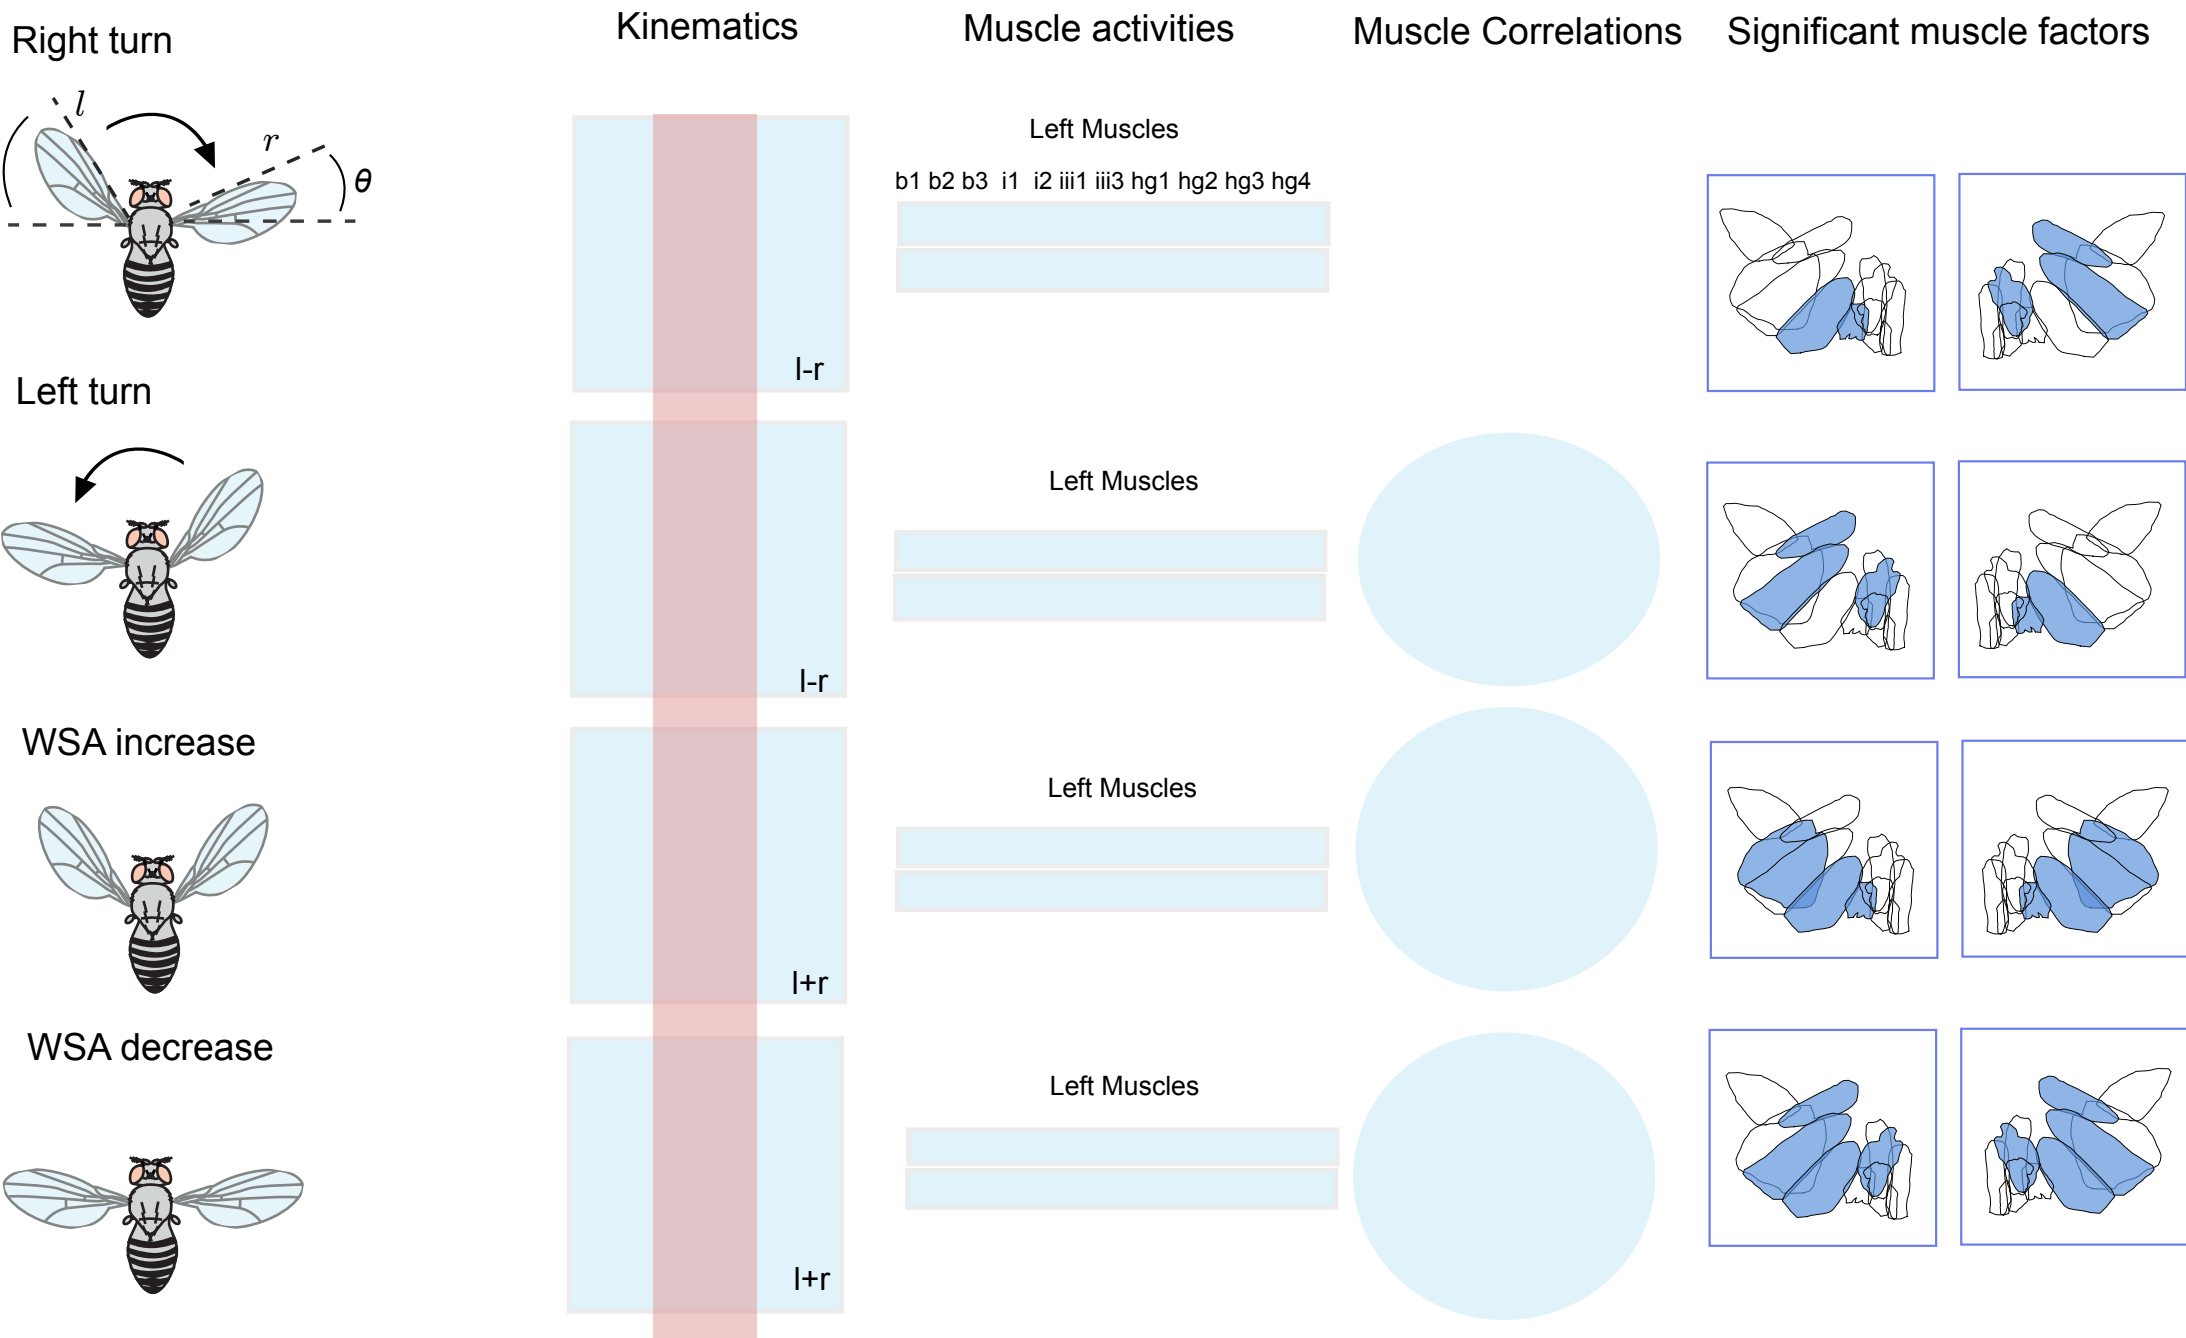 Kinematics
Muscle activities
Muscle Correlations
Significant muscle factors
Right turn
l
r
θ
Left Muscles
b1 b2 b3 i1 i2 iii1 iii3 hg1 hg2 hg3 hg4
l-r
Left turn
Left Muscles
l-r
WSA increase
Left Muscles
l+r
WSA decrease
Left Muscles
l+r